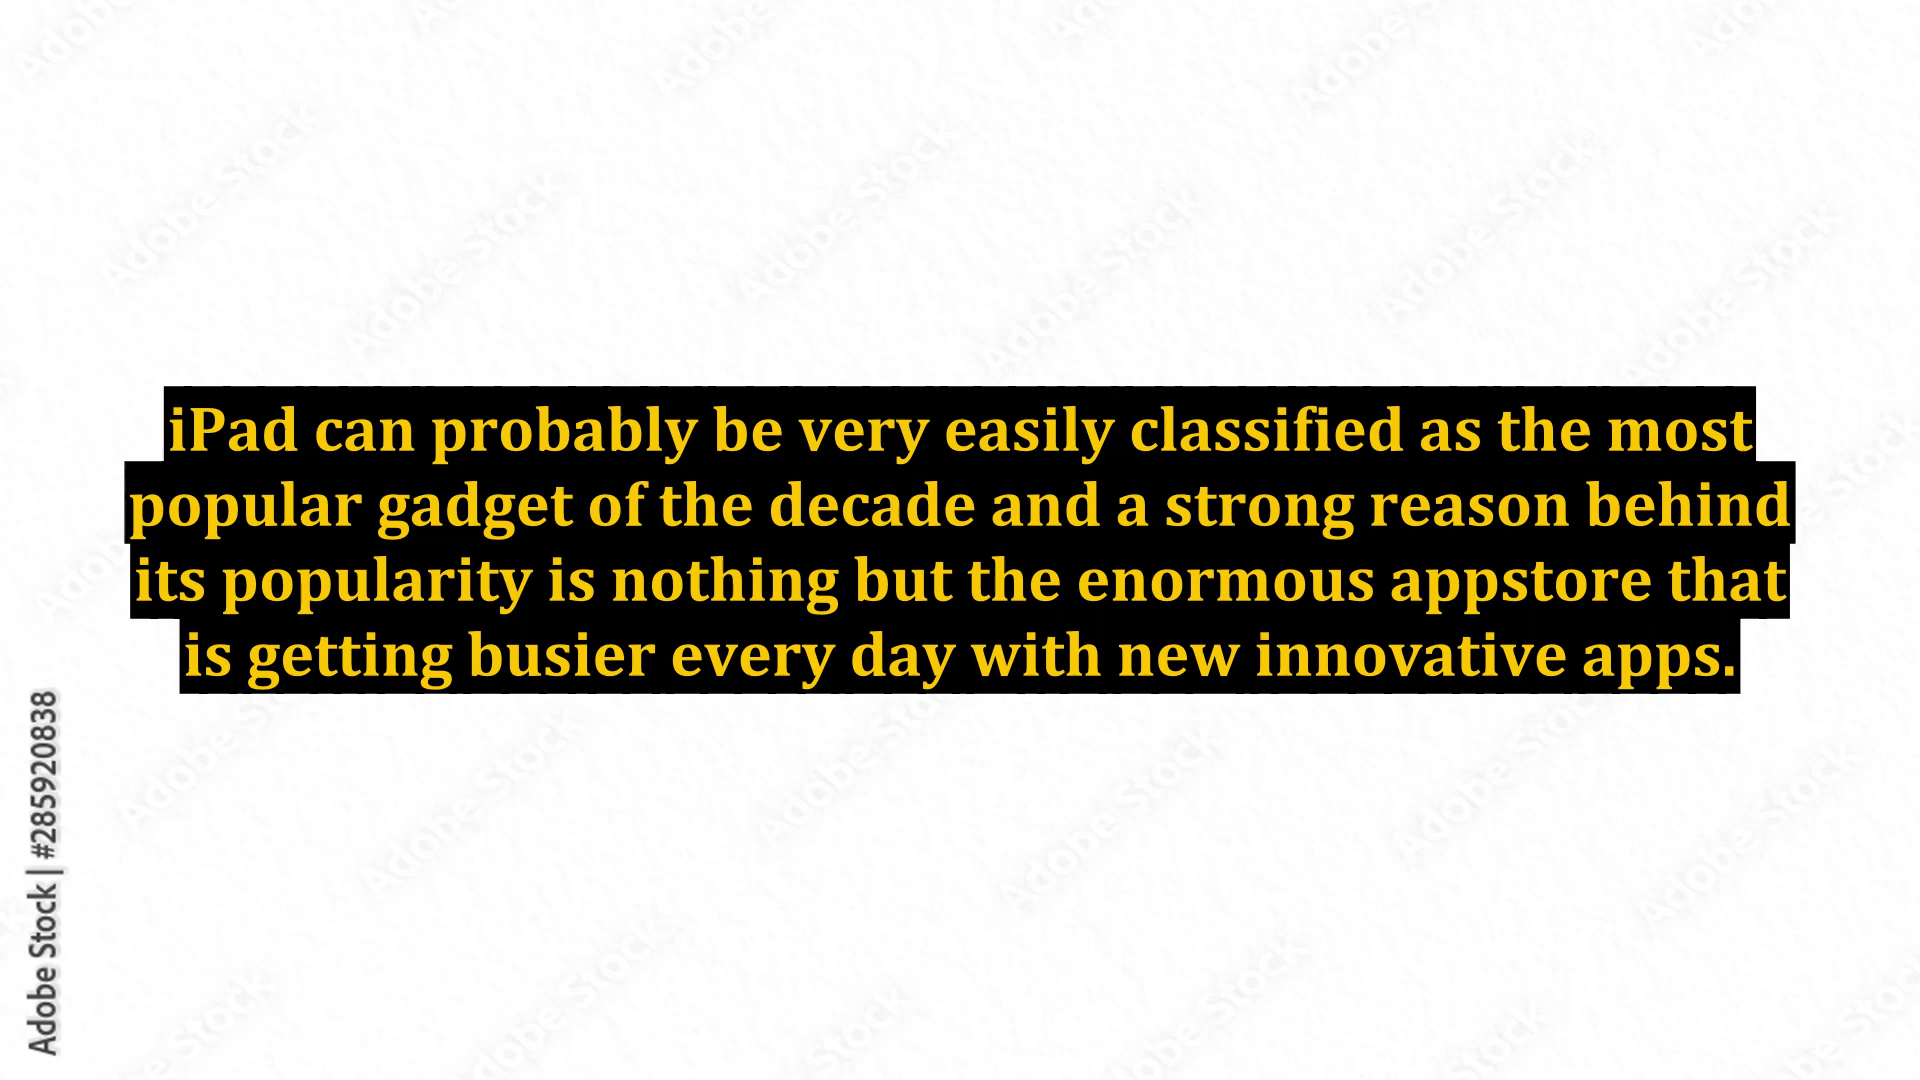 iPad can probably be very easily classified as the most
popular gadget of the decade and a strong reason behind
its popularity is nothing but the enormous appstore that
is getting busier every day with new innovative apps.
Adobe Stock | #285920838